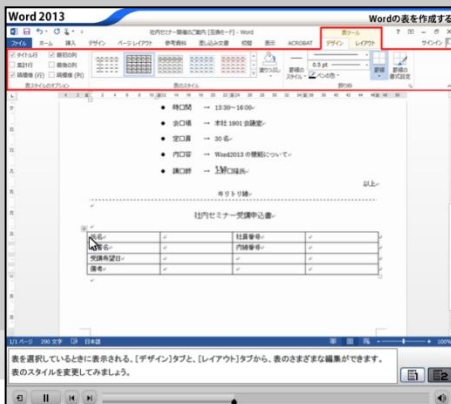 Word 2013
Wordの表を作成する
社内セミナー開催のご案内 [互換モード] - Word
表ツール
ファイル ホーム 挿入 デザイン ページ レイアウト 参考資料 差し込み文書 校閲 表示 ACROBAT デザイン レイアウト サインイン
タイトル行 最初の列
集計行 最後の列
縞模様 (行) 縞模様 (列)
塗りつぶし
罫線の
スタイル
0.5 pt
ペンの色
罫線
罫線の
書式設定
表スタイルのオプション 表のスタイル 飾り枠
● 時□間 → 13:30～16:00
● 会□場 → 本社 1801 会議室
● 定□員 → 30 名
● 内□容 → Word2013 の機能について
● 講□師 →
以上
キリトリ線
社内セミナー受講申込書
氏名 社員番号
内線番号
受講希望日
備考
1/1 ページ 290 文字 日本語
100%
表を選択しているときに表示される、[デザイン]タブと、[レイアウト]タブから、表のさまざまな編集ができます。
表のスタイルを変更してみましょう。
1 2